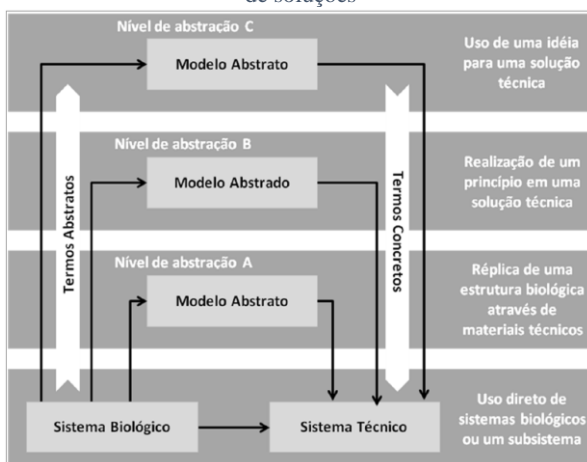 de soluções
Nível de abstração C
Modelo Abstrato
Uso de uma idéia
para uma solução
técnica
Nível de abstração B
Modelo Abstrado
Realização de um
princípio em uma
solução técnica
Termos Abstratos
Termos Concretos
Nível de abstração A
Modelo Abstrato
Réplica de uma
estrutura biológica
através de
materiais técnicos
Sistema Biológico
Sistema Técnico
Uso direto de
sistemas biológicos
ou um subsistema